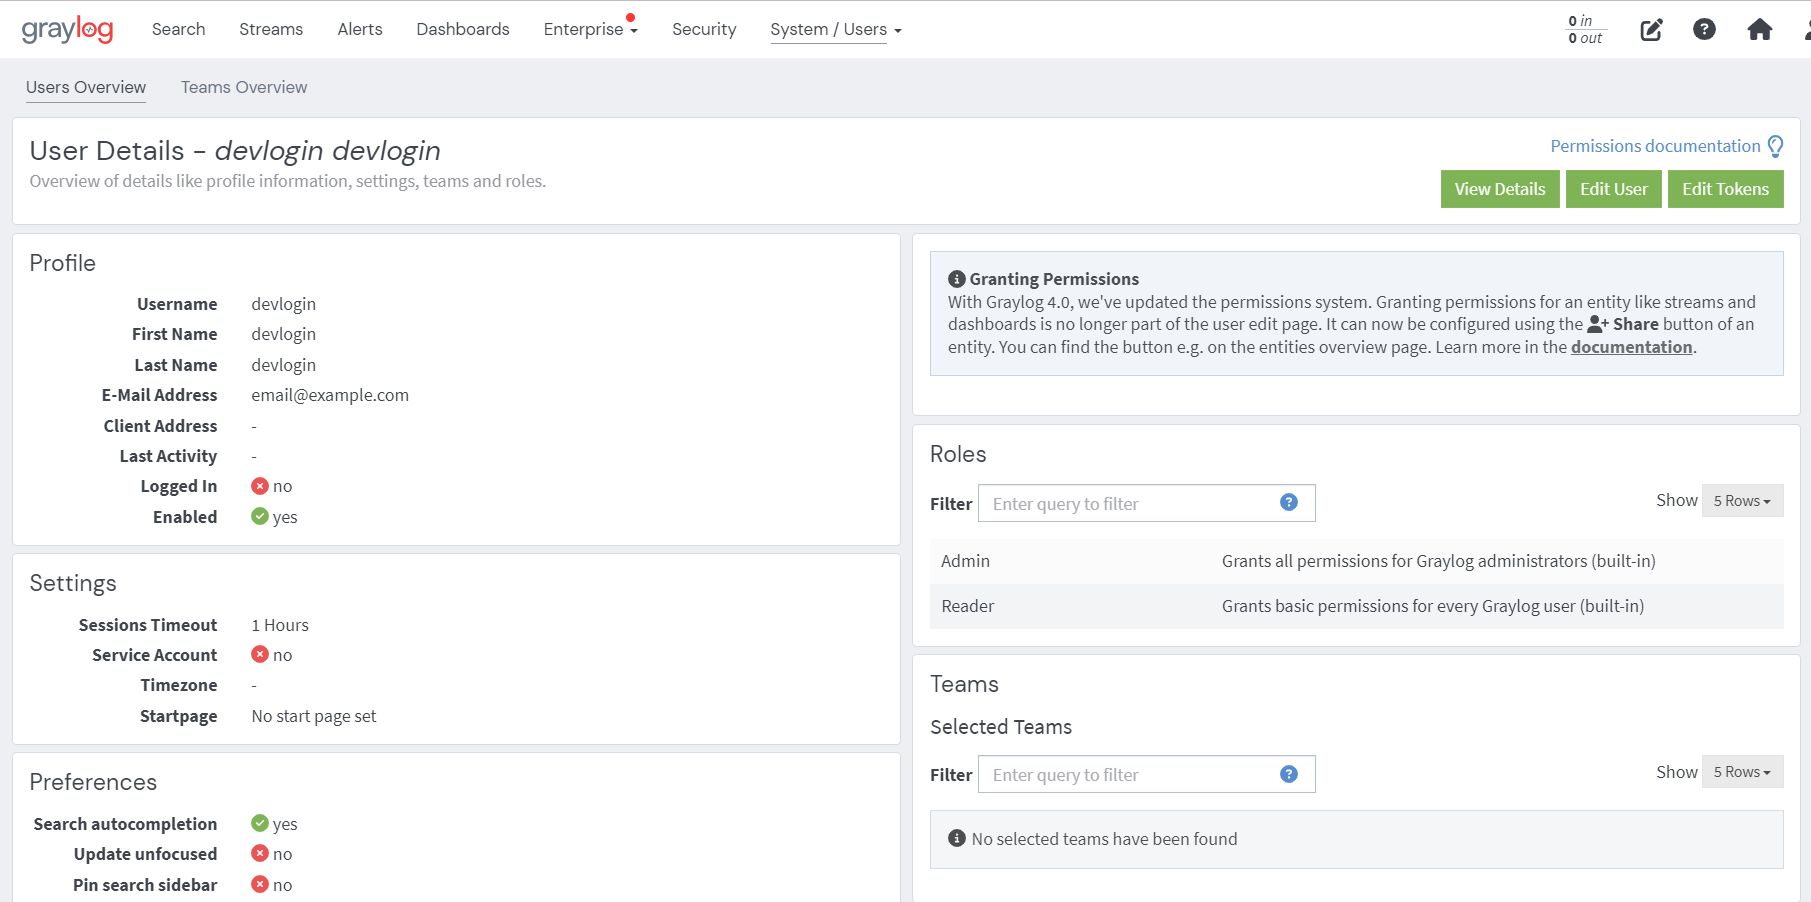 graylog
Search
Streams
Alerts
Dashboards
Enterprise
Security
System / Users
0 in
0 out
Users Overview
Teams Overview
User Details - devlogin devlogin
Overview of details like profile information, settings, teams and roles.
Permissions documentation
View Details
Edit User
Edit Tokens
Profile
Username devlogin
First Name devlogin
Last Name devlogin
E-Mail Address email@example.com
Client Address -
Last Activity -
Logged In no
Enabled yes
Settings
Sessions Timeout 1 Hours
Service Account no
Timezone -
Startpage No start page set
Preferences
Search autocompletion yes
Update unfocused no
Pin search sidebar no
Granting Permissions
With Graylog 4.0, we've updated the permissions system. Granting permissions for an entity like streams and
dashboards is no longer part of the user edit page. It can now be configured using the Share button of an
entity. You can find the button e.g. on the entities overview page. Learn more in the documentation.
Roles
Filter Enter query to filter ?
Show 5 Rows
Admin Grants all permissions for Graylog administrators (built-in)
Reader Grants basic permissions for every Graylog user (built-in)
Teams
Selected Teams
Filter Enter query to filter ?
Show 5 Rows
No selected teams have been found